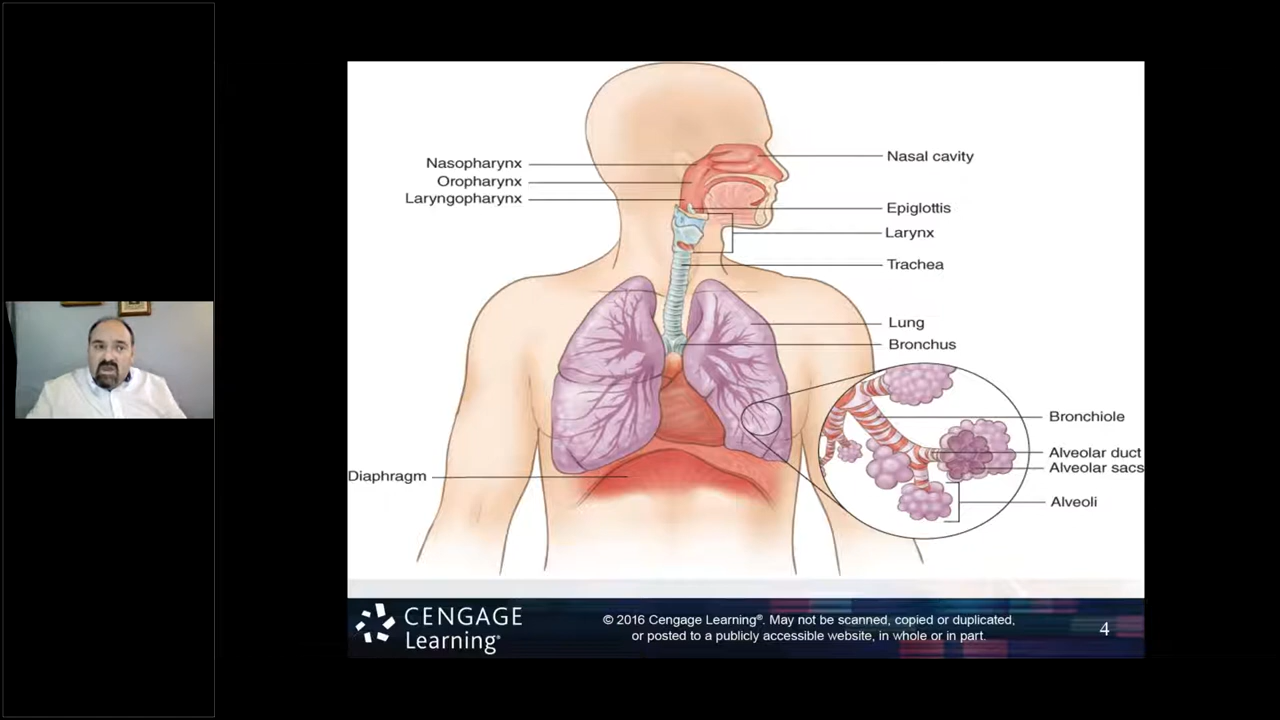 Nasopharynx
Oropharynx
Laryngopharynx
Nasal cavity
Epiglottis
Larynx
Trachea
Lung
Bronchus
Bronchiole
Alveolar duct
Alveolar sacs
Alveoli
Diaphragm
CENGAGE
Learning®
© 2016 Cengage Learning®. May not be scanned, copied or duplicated,
or posted to a publicly accessible website, in whole or in part.
4